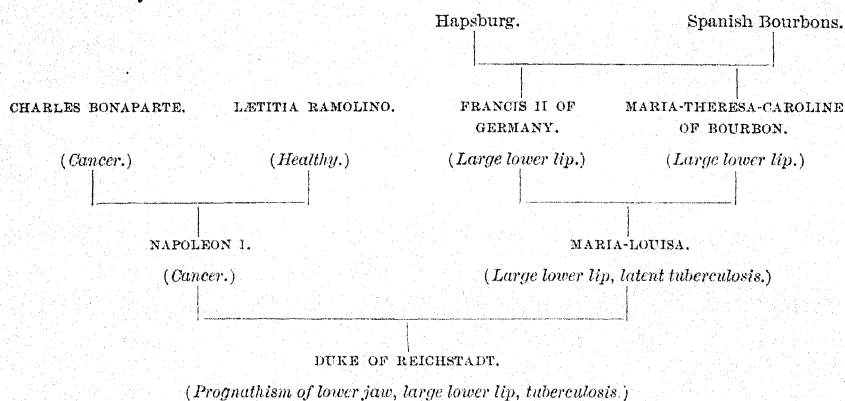 Hapsburg. Spanish Bourbons.
CHARLES BONAPARTE. LÆTITIA RAMOLINO. FRANCIS II OF MARIA-THERESA-CAROLINE
GERMANY. OF BOURBON.
(Cancer.) (Healthy.) (Large lower lip.) (Large lower lip.)
NAPOLEON I. MARIA-LOUISA.
(Cancer.) (Large lower lip, latent tuberculosis.)
DUKE OF REICHSTADT.
(Prognathism of lower jaw, large lower lip, tuberculosis.)